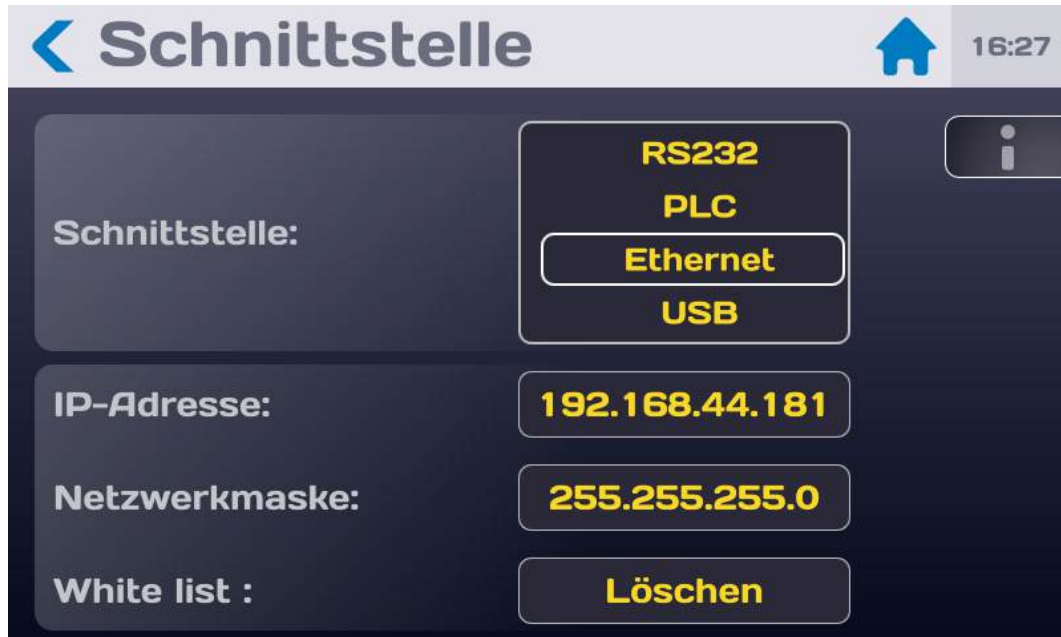 Schnittstelle
16:27
Schnittstelle:
RS232
PLC
Ethernet
USB
IP-Adresse:
192.168.44.181
Netzwerkmaske:
255.255.255.0
White list :
Löschen